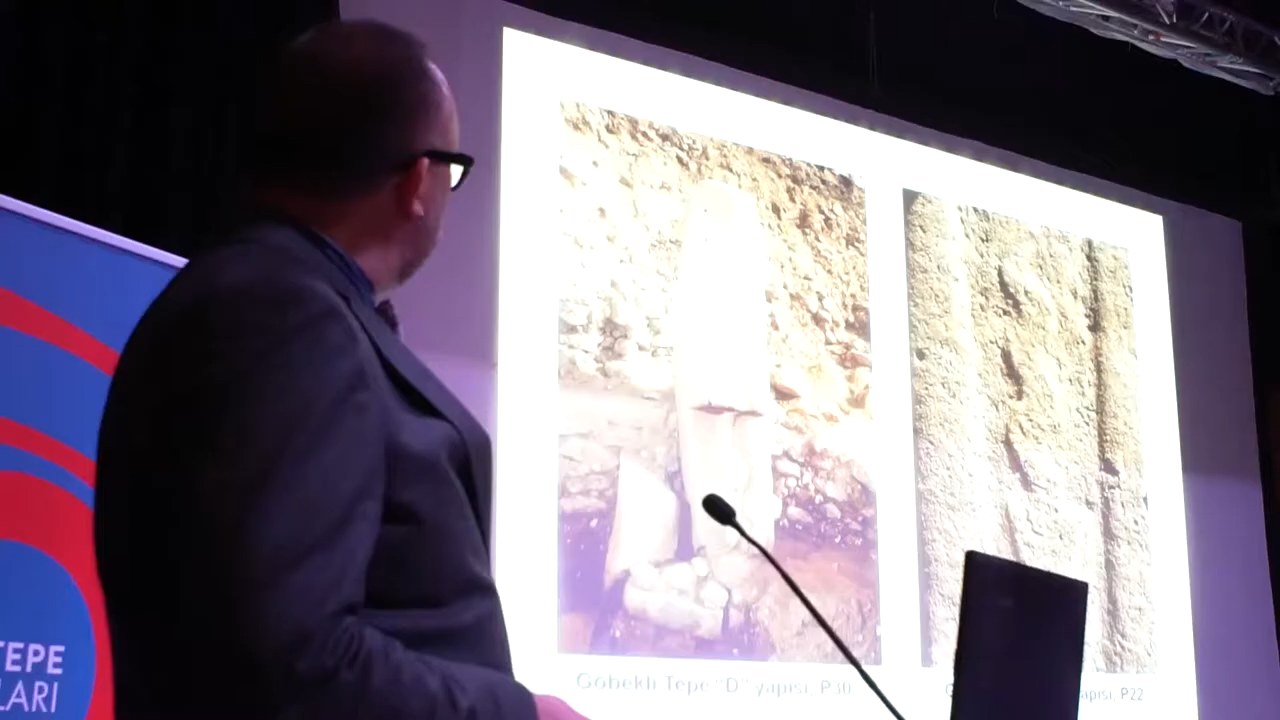 TEPE
LARI
Göbekli Tepe "D" yapısı, P30
yapısı, P22